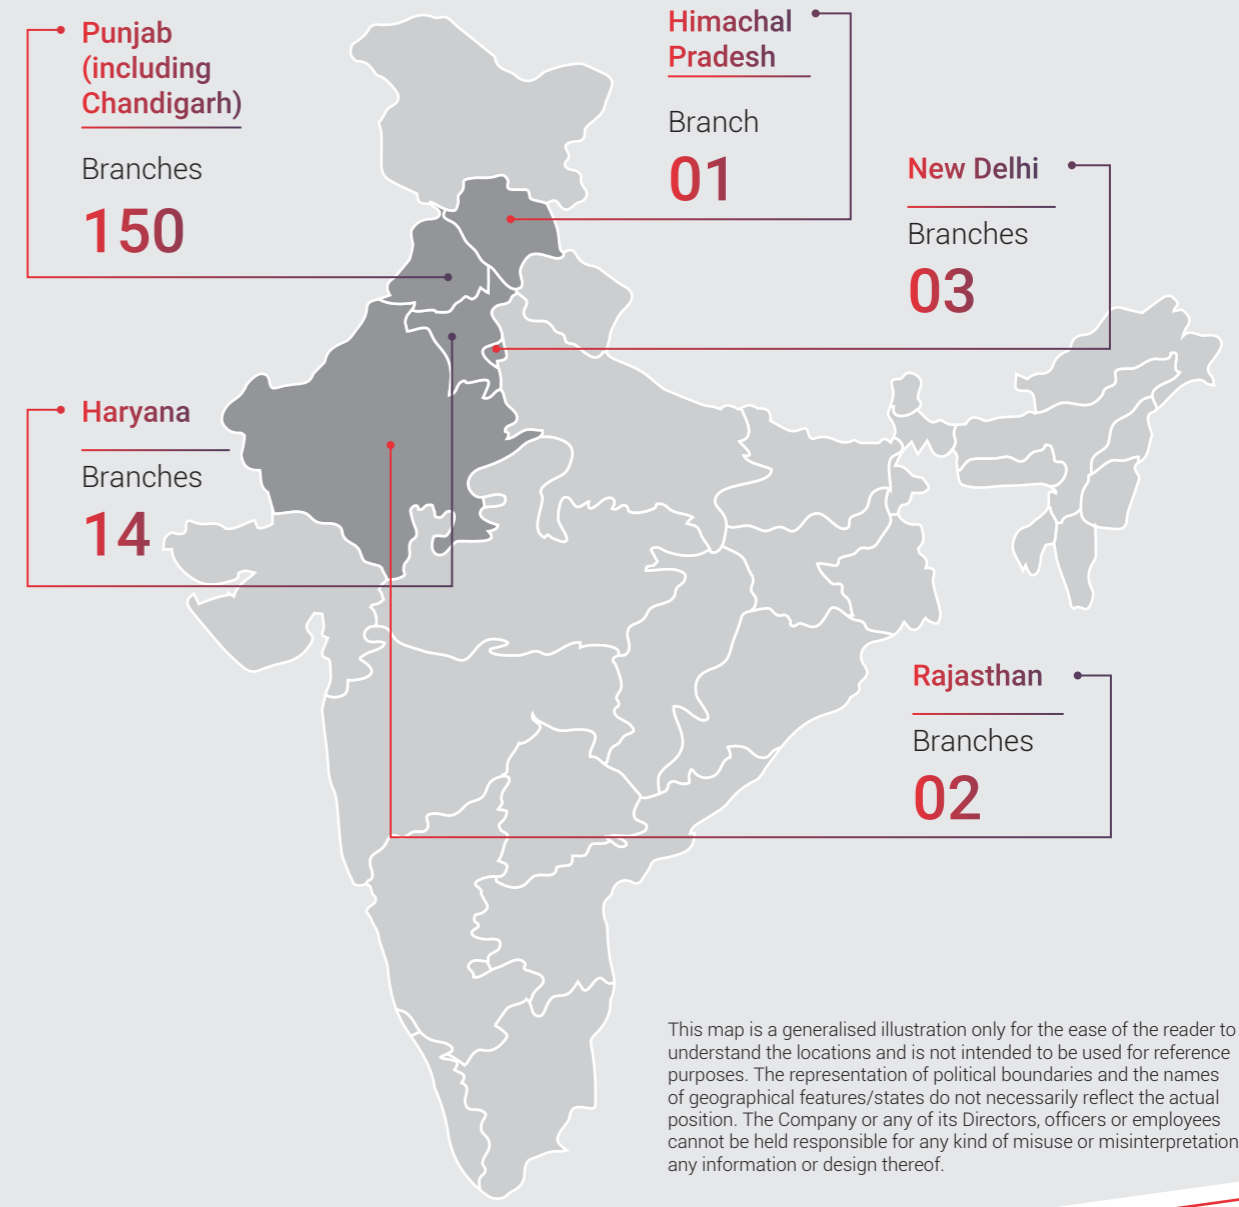 Punjab
(including
Chandigarh)
Branches
150
Himachal
Pradesh
Branch
01
New Delhi
Branches
03
Haryana
Branches
14
Rajasthan
Branches
02
This map is a generalised illustration only for the ease of the reader to
understand the locations and is not intended to be used for reference
purposes. The representation of political boundaries and the names
of geographical features/states do not necessarily reflect the actual
position. The Company or any of its Directors, officers or employees
cannot be held responsible for any kind of misuse or misinterpretation
any information or design thereof.